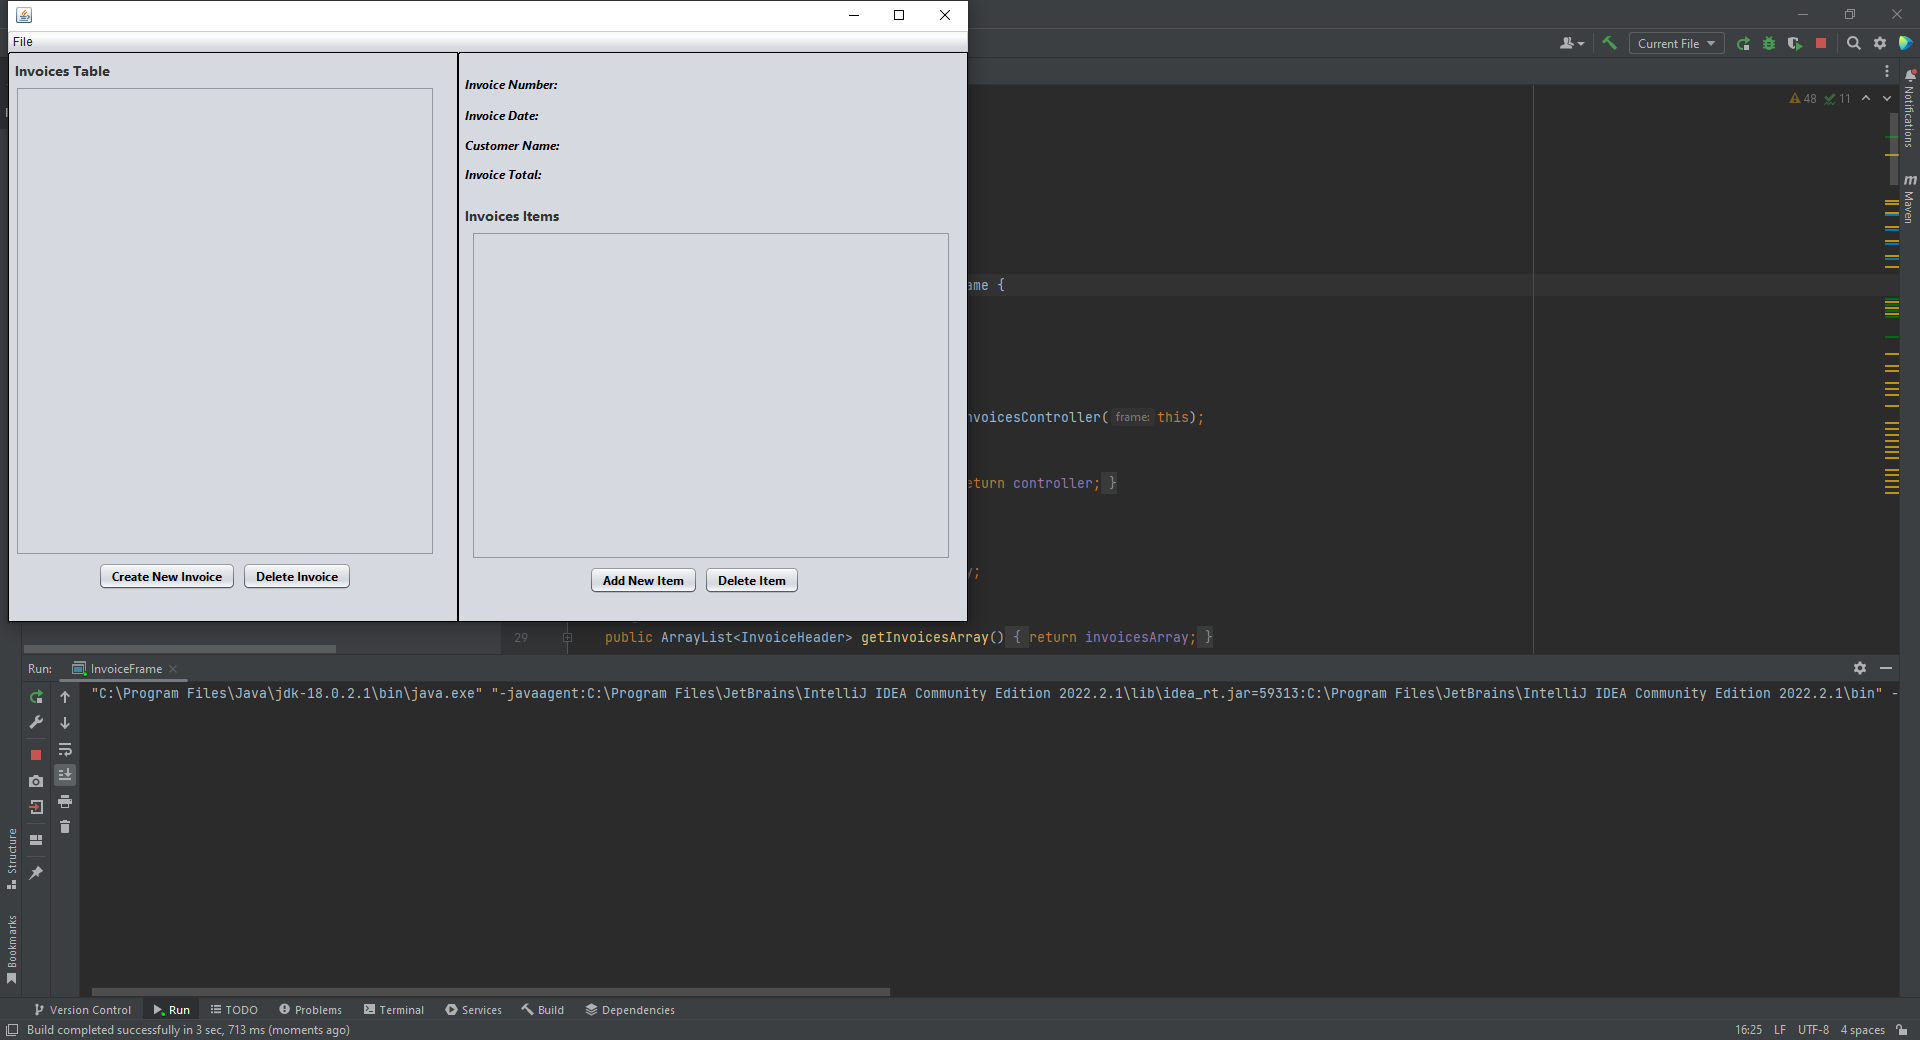 File
Invoices Table
Invoice Number:
Invoice Date:
Customer Name:
Invoice Total:
Invoices Items
Create New Invoice
Delete Invoice
Add New Item
Delete Item
Current File
48
11
Notifications
m
Maven
ame {
nvoicesController( frame: this);
eturn controller; }
y;
29 public ArrayList<InvoiceHeader> getInvoicesArray() { return invoicesArray; }
Run: InvoiceFrame
"C:\Program Files\Java\jdk-18.0.2.1\bin\java.exe" "-javaagent:C:\Program Files\JetBrains\IntelliJ IDEA Community Edition 2022.2.1\lib\idea_rt.jar=59313:C:\Program Files\JetBrains\IntelliJ IDEA Community Edition 2022.2.1\bin" -
Structure
Bookmarks
Version Control
Run
TODO
Problems
Terminal
Services
Build
Dependencies
Build completed successfully in 3 sec, 713 ms (moments ago)
16:25 LF UTF-8 4 spaces